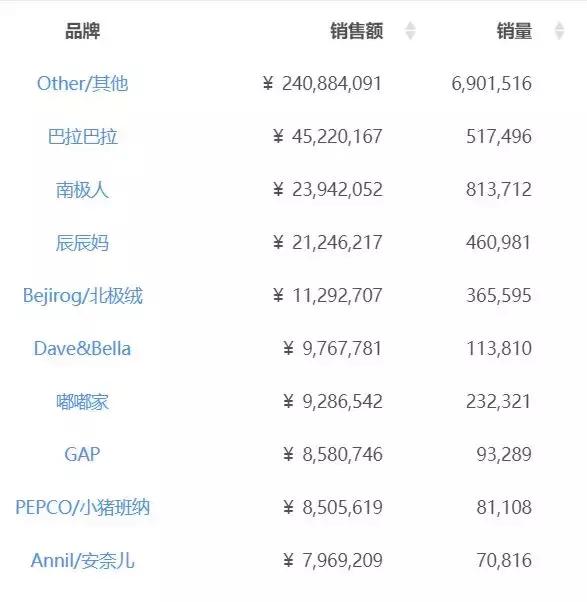 品牌 销售额 销量
Other/其他 ¥ 240,884,091 6,901,516
巴拉巴拉 ¥ 45,220,167 517,496
南极人 ¥ 23,942,052 813,712
辰辰妈 ¥ 21,246,217 460,981
Bejirog/北极绒 ¥ 11,292,707 365,595
Dave&Bella ¥ 9,767,781 113,810
嘟嘟家 ¥ 9,286,542 232,321
GAP ¥ 8,580,746 93,289
PEPCO/小猪班纳 ¥ 8,505,619 81,108
Annil/安奈儿 ¥ 7,969,209 70,816